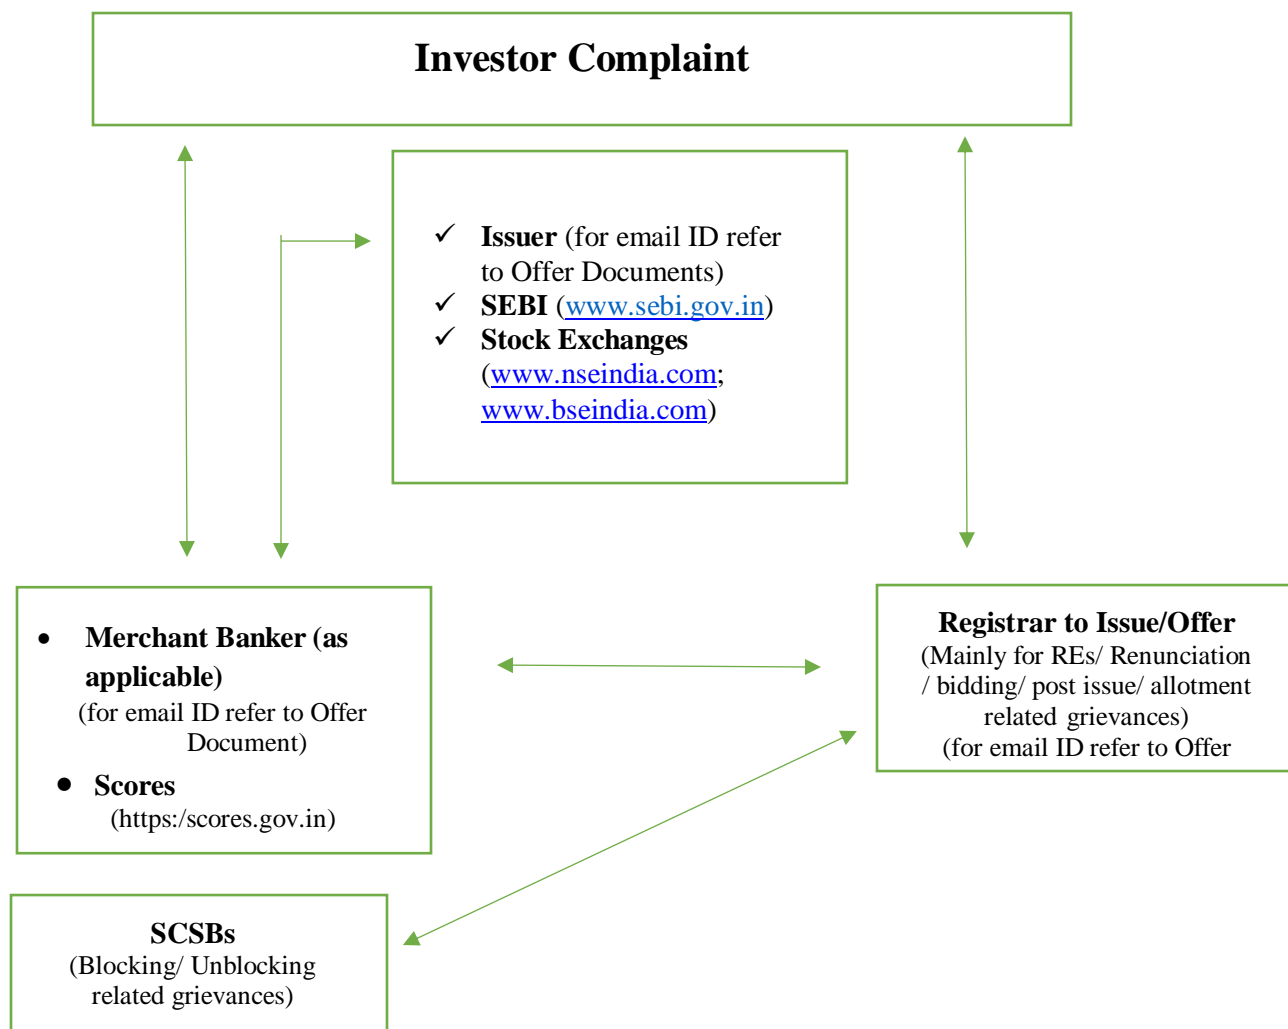 Investor Complaint
✓ Issuer (for email ID refer
to Offer Documents)
✓ SEBI (www.sebi.gov.in)
✓ Stock Exchanges
(www.nseindia.com;
www.bseindia.com)
• Merchant Banker (as
applicable)
(for email ID refer to Offer
Document)
• Scores
(https:/scores.gov.in)
Registrar to Issue/Offer
(Mainly for REs/ Renunciation
/ bidding/ post issue/ allotment
related grievances)
(for email ID refer to Offer
SCSBs
(Blocking/ Unblocking
related grievances)